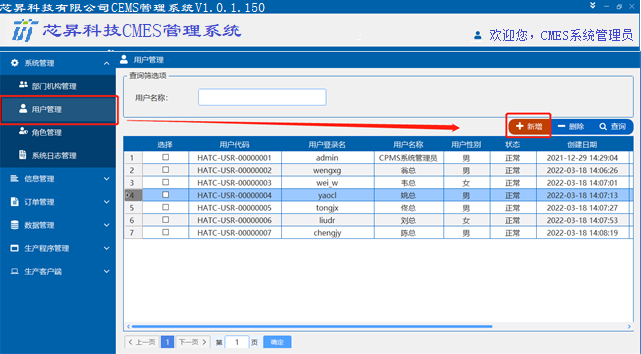 芯昇科技有限公司CEMS管理系统V1.0.1.150
芯昇科技CMES管理系统
欢迎您，CMES系统管理员
系统管理
部门机构管理
用户管理
角色管理
系统日志管理
信息管理
订单管理
数据管理
生产程序管理
生产客户端
用户管理
查询筛选项
用户名称：
新增 删除 查询
选择 用户代码 用户登录名 用户名称 用户性别 状态 创建日期
1 HATC-USR-00000001 admin CPMS系统管理员 男 正常 2021-12-29 14:29:04
2 HATC-USR-00000002 wengxg 翁总 男 正常 2022-03-18 14:06:26
3 HATC-USR-00000003 wei_w 韦总 女 正常 2022-03-18 14:07:01
4 HATC-USR-00000004 yaocl 姚总 男 正常 2022-03-18 14:07:13
5 HATC-USR-00000005 tongjx 佟总 男 正常 2022-03-18 14:07:27
6 HATC-USR-00000006 liudr 刘总 女 正常 2022-03-18 14:07:53
7 HATC-USR-00000007 chengjy 陈总 男 正常 2022-03-18 14:08:19
上一页 1 下一页 第 1 页 确定